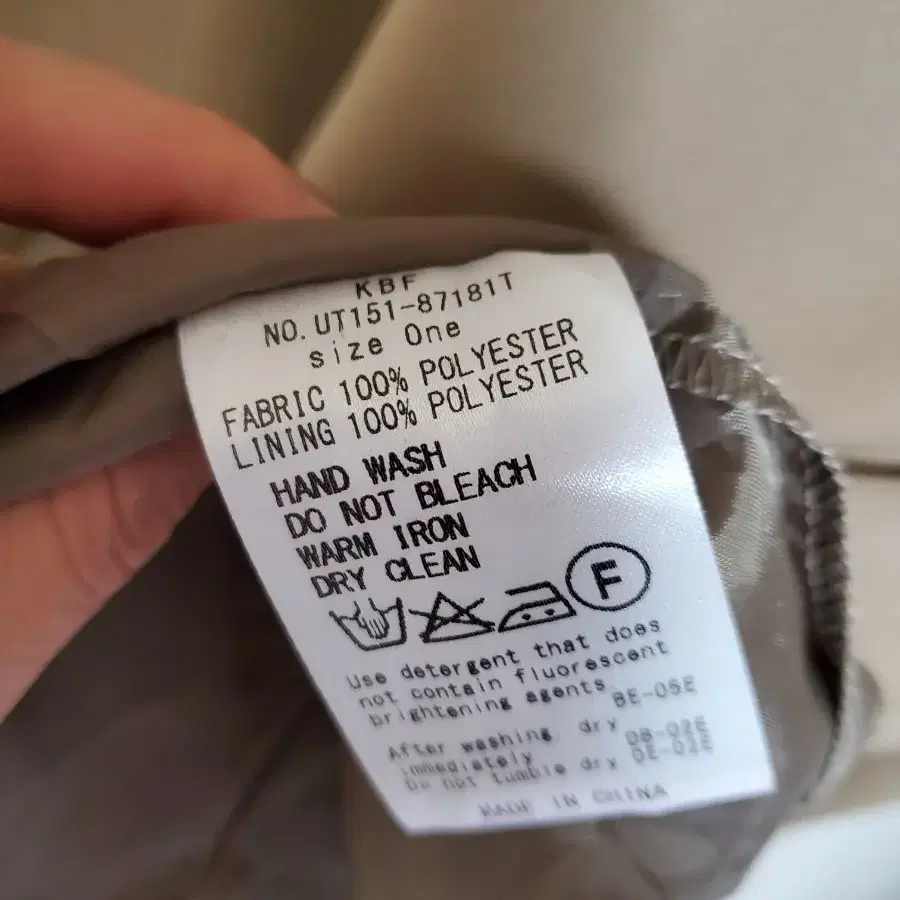 KBF
NO. UT151-87181T
size One
FABRIC 100% POLYESTER
LINING 100% POLYESTER
HAND WASH
DO NOT BLEACH
WARM IRON
DRY CLEAN
F
Use detergent that does
not contain fluorescent
brightening agents BE-05E
After washing dry
immediately
Do not tumble dry
MADE IN CHINA